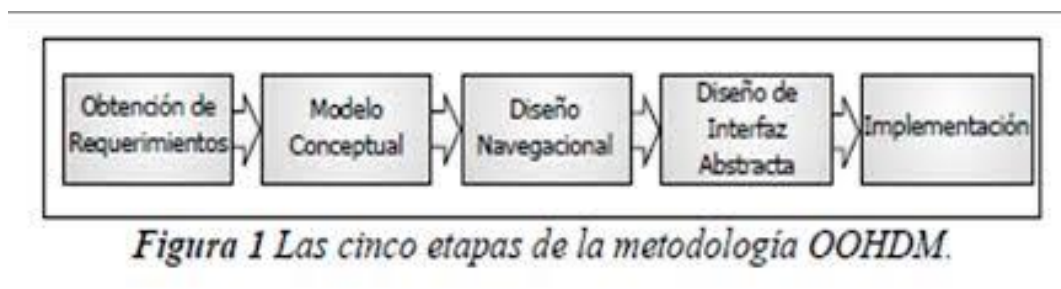 Obtención de
Requerimientos
Modelo
Conceptual
Diseño
Navegacional
Diseño de
Interfaz
Abstracta
Implementación
Figura 1 Las cinco etapas de la metodología OOHDM.